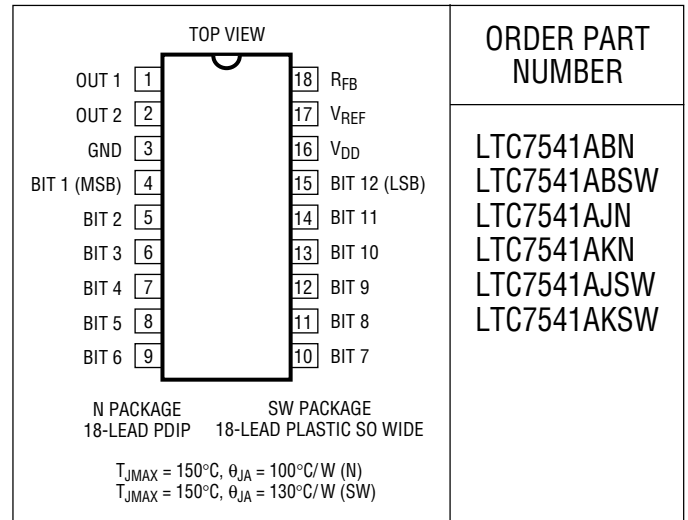 TOP VIEW
OUT 1 1
OUT 2 2
GND 3
BIT 1 (MSB) 4
BIT 2 5
BIT 3 6
BIT 4 7
BIT 5 8
BIT 6 9
18 RFB
17 VREF
16 VDD
15 BIT 12 (LSB)
14 BIT 11
13 BIT 10
12 BIT 9
11 BIT 8
10 BIT 7
N PACKAGE
18-LEAD PDIP
SW PACKAGE
18-LEAD PLASTIC SO WIDE
TJMAX = 150°C, θJA = 100°C/W (N)
TJMAX = 150°C, θJA = 130°C/W (SW)
ORDER PART
NUMBER
LTC7541ABN
LTC7541ABSW
LTC7541AJN
LTC7541AKN
LTC7541AJSW
LTC7541AKSW